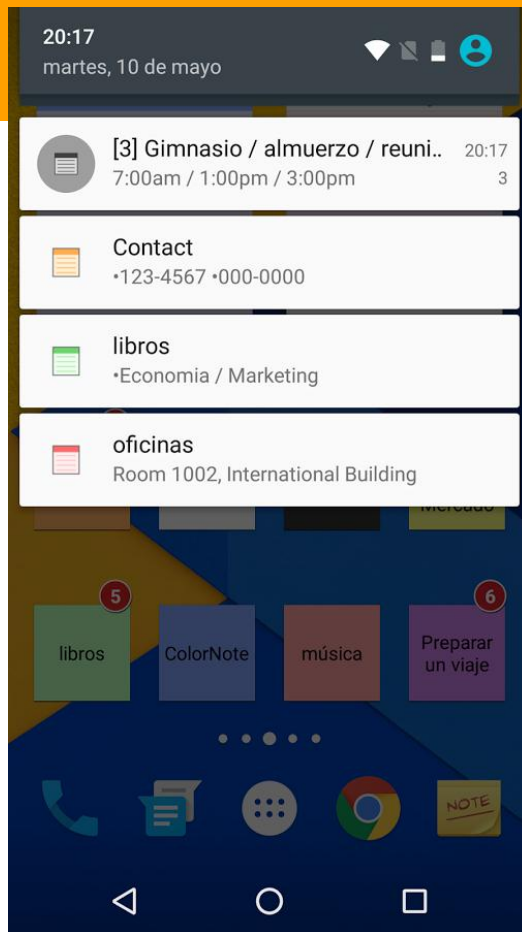 20:17
martes, 10 de mayo
[3] Gimnasio / almuerzo / reuni.. 20:17
7:00am / 1:00pm / 3:00pm 3
Contact
•123-4567 •000-0000
libros
•Economia / Marketing
oficinas
Room 1002, International Building
Mercado
5
6
libros
ColorNote
música
Preparar
un viaje
NOTE